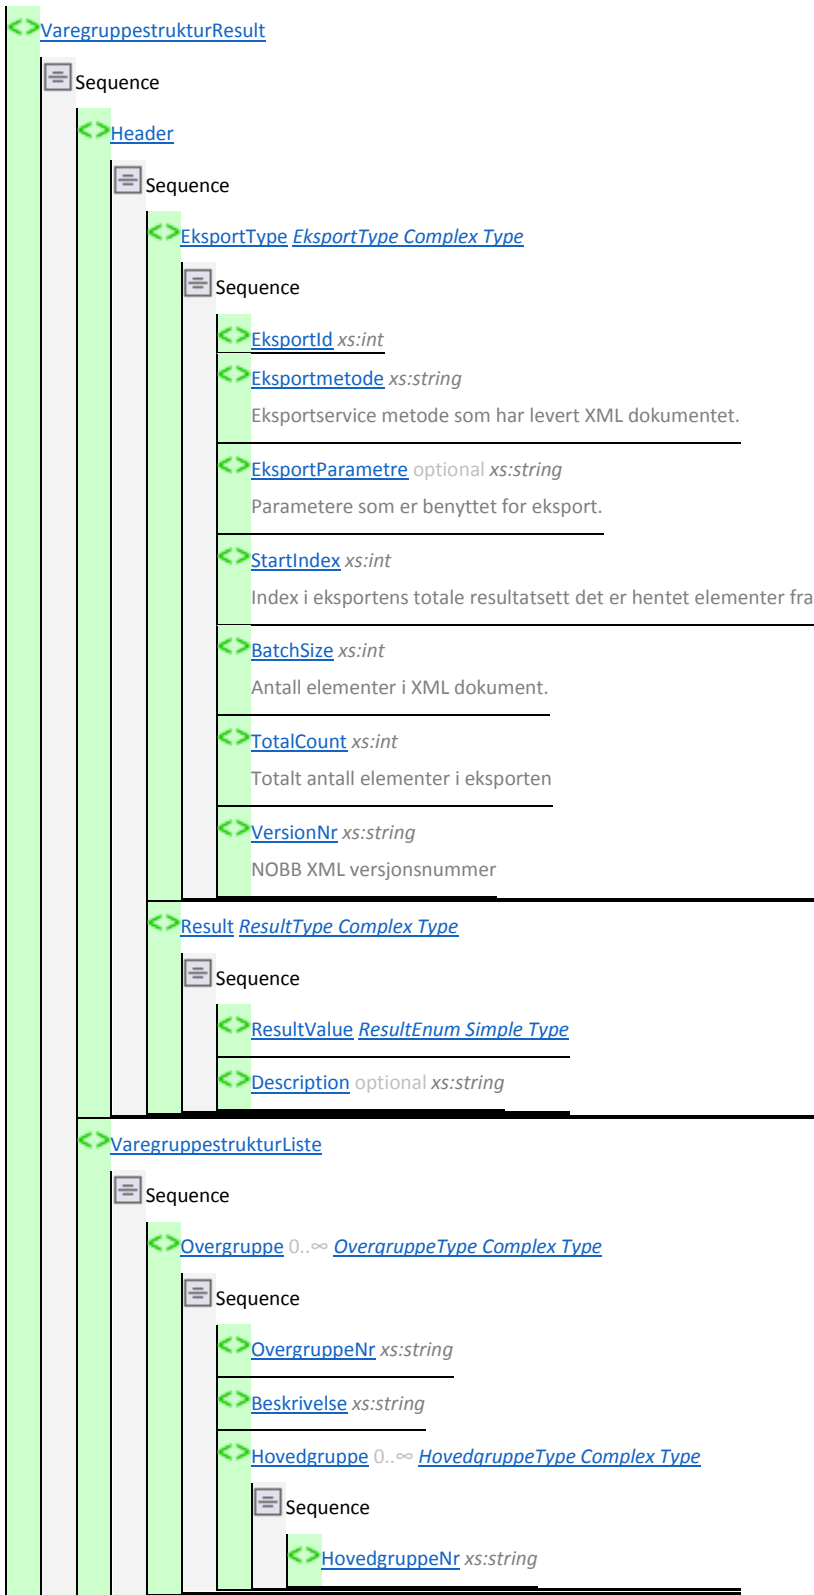 VaregruppestrukturResult
Sequence
Header
Sequence
EksportType EksportType Complex Type
Sequence
EksportId xs:int
Eksportmetode xs:string
Eksportservice metode som har levert XML dokumentet.
EksportParametre optional xs:string
Parametere som er benyttet for eksport.
StartIndex xs:int
Index i eksportens totale resultatsett det er hentet elementer fra
BatchSize xs:int
Antall elementer i XML dokument.
TotalCount xs:int
Totalt antall elementer i eksporten
VersionNr xs:string
NOBB XML versjonsnummer
Result ResultType Complex Type
Sequence
ResultValue ResultEnum Simple Type
Description optional xs:string
VaregruppestrukturListe
Sequence
Overgruppe 0..∞ OvergruppeType Complex Type
Sequence
OvergruppeNr xs:string
Beskrivelse xs:string
Hovedgruppe 0..∞ HovedgruppeType Complex Type
Sequence
HovedgruppeNr xs:string